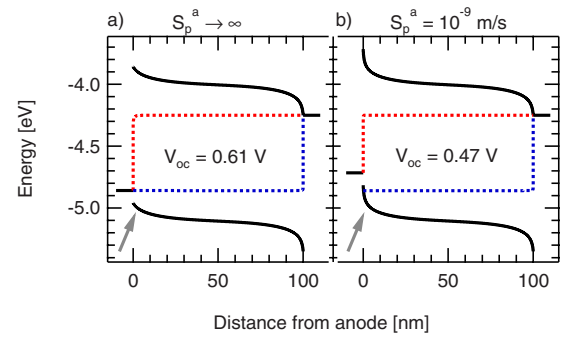 a) S_p^a → ∞
b) S_p^a = 10^-9 m/s
Energy [eV]
-4.0
-4.5
-5.0
V_oc = 0.61 V
V_oc = 0.47 V
0 50 100 0 50 100
Distance from anode [nm]